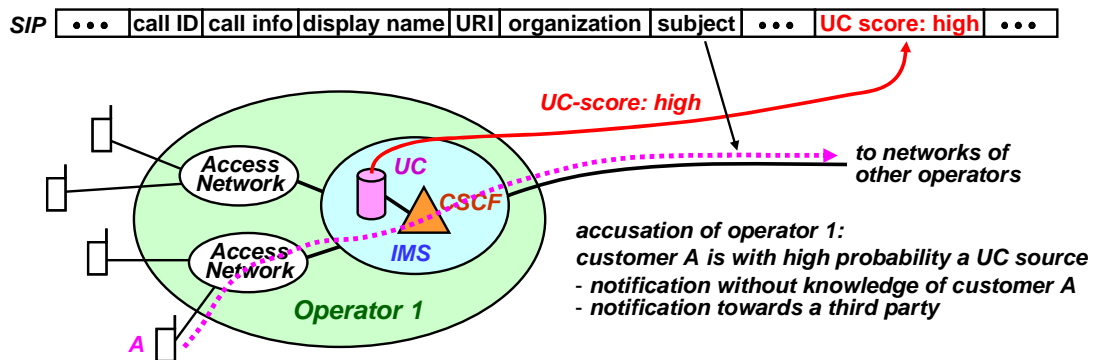 SIP ••• call ID call info display name URI organization subject ••• UC score: high •••
UC-score: high
Access
Network
UC
CSCF
IMS
to networks of
other operators
Access
Network
Operator 1
A
accusation of operator 1:
customer A is with high probability a UC source
- notification without knowledge of customer A
- notification towards a third party